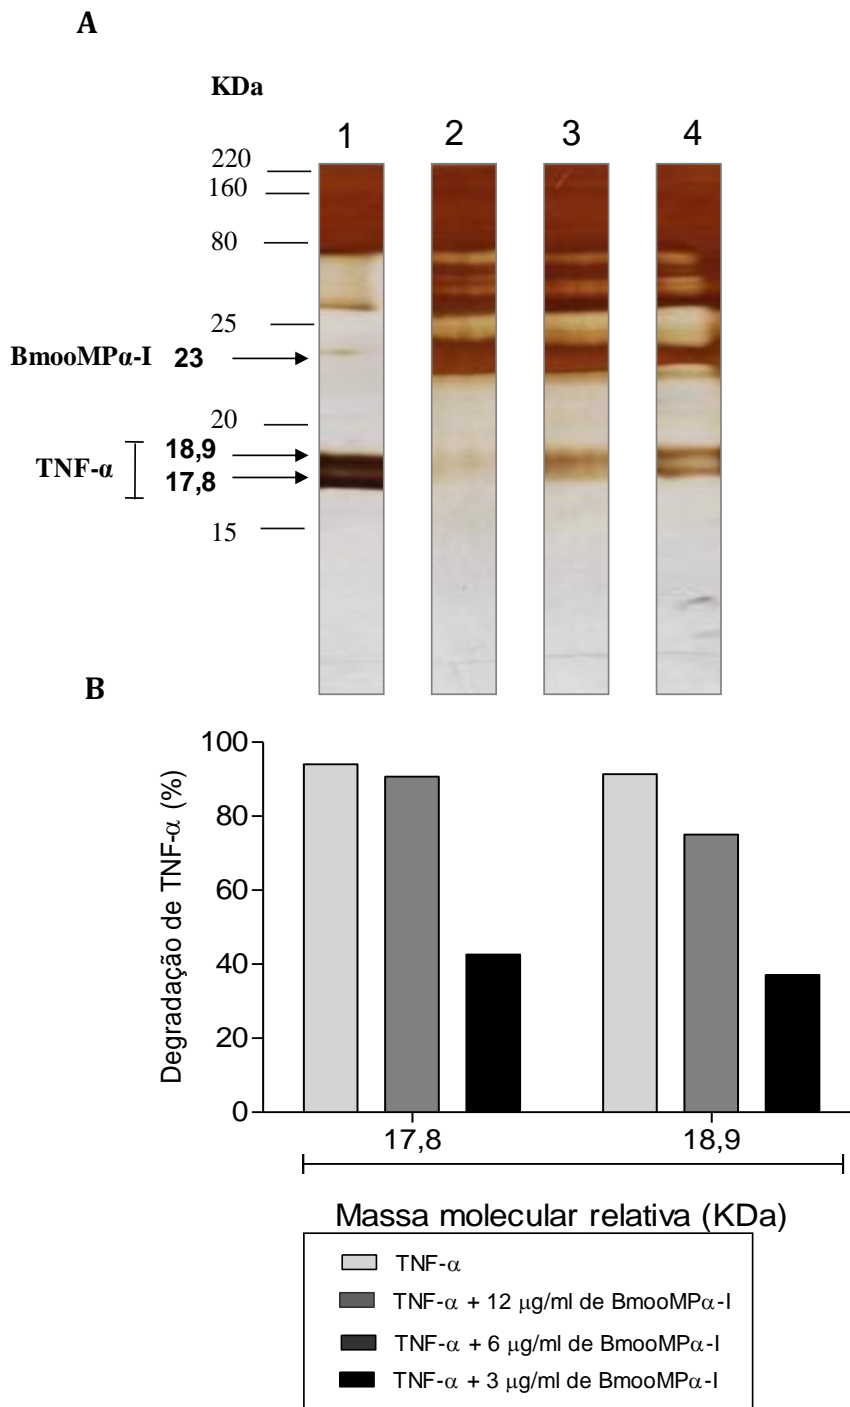 A
KDa
1 2 3 4
220
160
80
25
BmooMPα-I 23
20
18,9
TNF-α
17,8
15
B
Degradação de TNF-α (%)
100
80
60
40
20
0
17,8 18,9
Massa molecular relativa (KDa)
TNF-α
TNF-α + 12 μg/ml de BmooMPα-I
TNF-α + 6 μg/ml de BmooMPα-I
TNF-α + 3 μg/ml de BmooMPα-I